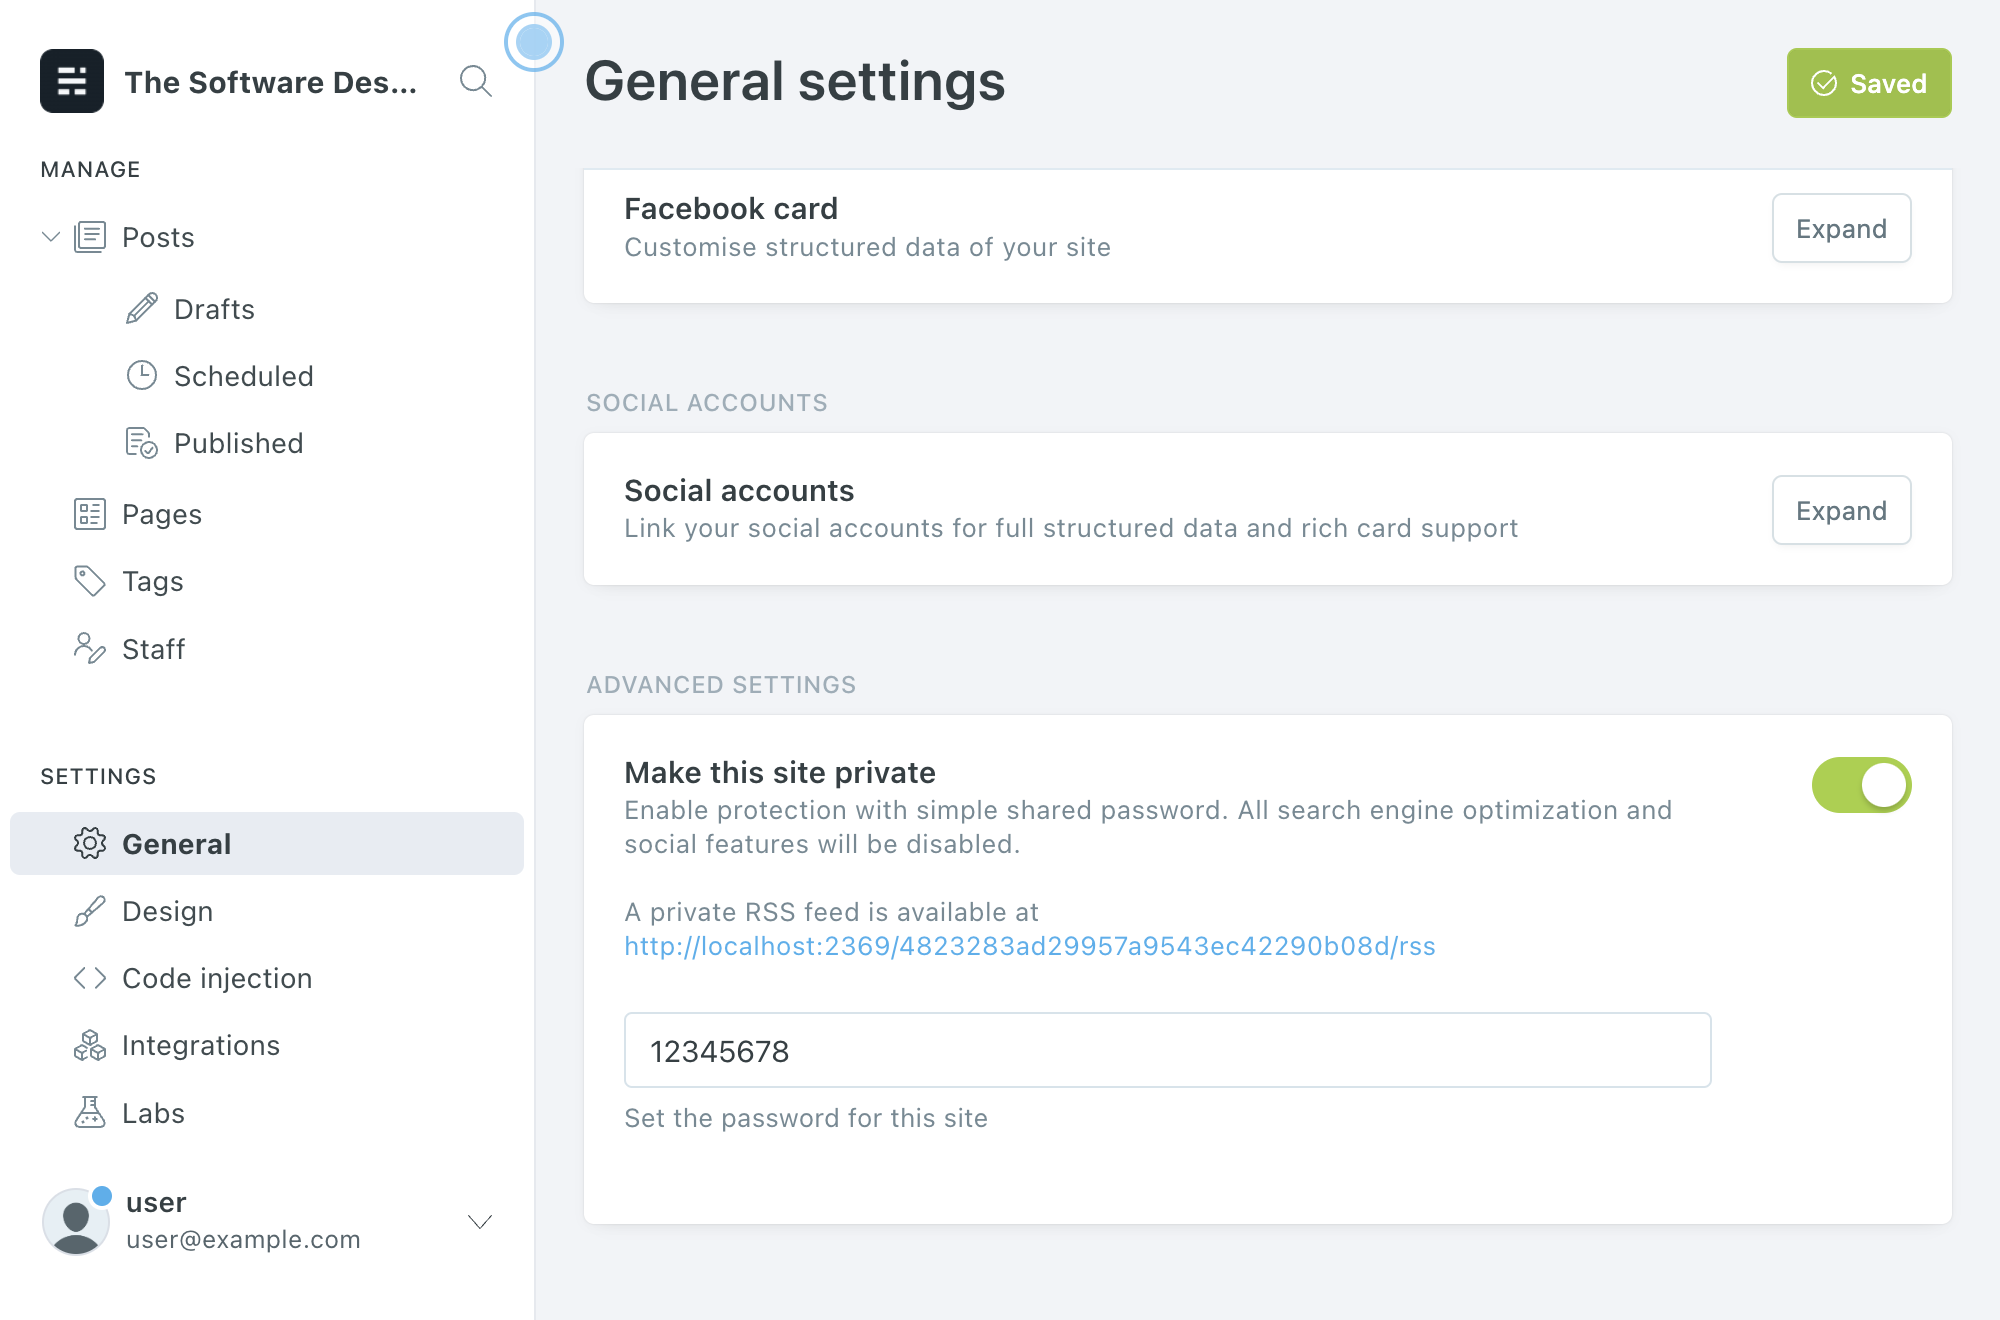 The Software Des...
MANAGE
Posts
Drafts
Scheduled
Published
Pages
Tags
Staff
SETTINGS
General
Design
Code injection
Integrations
Labs
user
user@example.com
General settings
Saved
Facebook card
Customise structured data of your site
Expand
SOCIAL ACCOUNTS
Social accounts
Link your social accounts for full structured data and rich card support
Expand
ADVANCED SETTINGS
Make this site private
Enable protection with simple shared password. All search engine optimization and
social features will be disabled.
A private RSS feed is available at
http://localhost:2369/4823283ad29957a9543ec42290b08d/rss
12345678
Set the password for this site